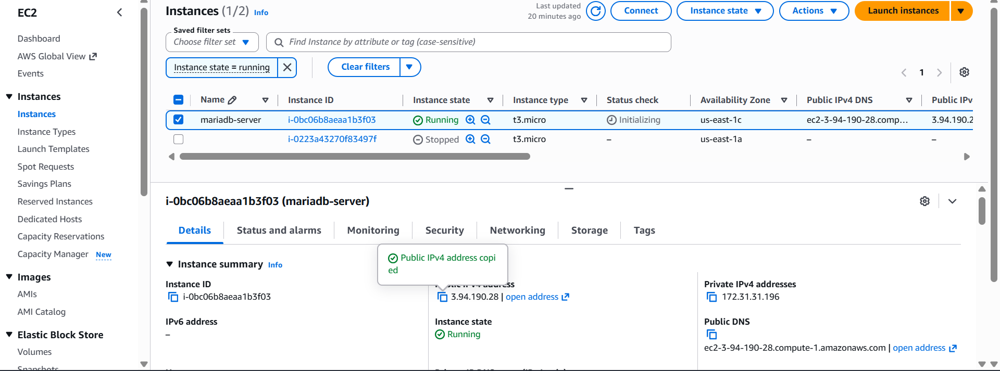 EC2
Dashboard
AWS Global View
Events
Instances
Instances
Instance Types
Launch Templates
Spot Requests
Savings Plans
Reserved Instances
Dedicated Hosts
Capacity Reservations
Capacity Manager New
Images
AMIs
AMI Catalog
Elastic Block Store
Volumes
Snapshots
Instances (1/2) Info
Last updated
20 minutes ago
Connect
Instance state
Actions
Launch instances
Saved filter sets
Choose filter set
Find Instance by attribute or tag (case-sensitive)
Instance state = running
Clear filters
1
Name Instance ID Instance state Instance type Status check Availability Zone Public IPv4 DNS Public IPv
mariadb-server i-0bc06b8aeaa1b3f03 Running t3.micro Initializing us-east-1c ec2-3-94-190-28.comp... 3.94.190.2
i-0223a43270f83497f Stopped t3.micro – us-east-1a – –
i-0bc06b8aeaa1b3f03 (mariadb-server)
Details Status and alarms Monitoring Security Networking Storage Tags
Public IPv4 address copi
ed
Instance summary Info
Instance ID
i-0bc06b8aeaa1b3f03
Public IPv4 address
3.94.190.28 | open address
Private IPv4 addresses
172.31.31.196
IPv6 address
–
Instance state
Running
Public DNS
ec2-3-94-190-28.compute-1.amazonaws.com | open address